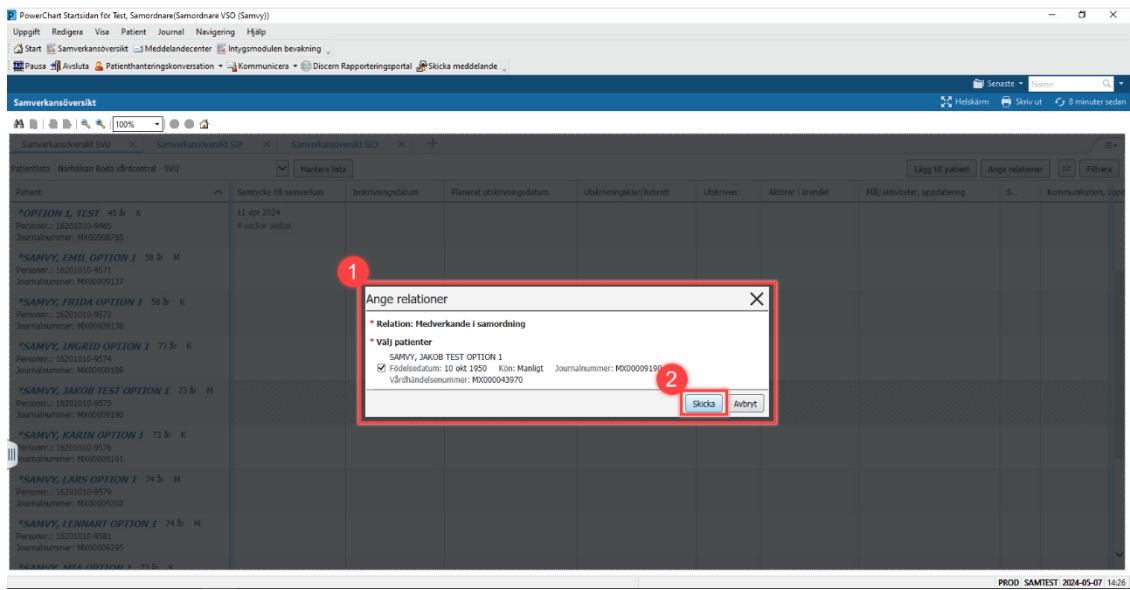 PowerChart Startsidan för Test, Samordnare(Samordnare VSO (Samvy))
Uppgift Redigera Visa Patient Journal Navigering Hjälp
Start Samverkansöversikt Meddelandecenter Intygsmodulen bevakning
Pausa Avsluta Patienthanteringskonversation Kommunicera Discern Rapporteringsportal Skicka meddelande
Senaste Namn
Samverkansöversikt Helskärm Skriv ut 8 minuter sedan
100%
Samverkansöversikt SVU Samverkansöversikt SIP Samverkansöversikt SIO
Patientlista Närhälsan Boda vårdcentral - SVU Hantera lista Lägg till patient Ange relationer Filtrera
Patient Samtycke till samverkan Inskrivningsdatum Planerat utskrivningsdatum Utskrivningsklar/Avbrott Utskriven Aktörer i ärendet Mål/aktiviteter, uppdatering S... Kommunikation, uppd
*OPTION 1, TEST 45 år K 11 apr 2024
Personnr.: 16201010-9465 4 veckor sedan
Journalnummer: MX00008765
*SAMVY, EMIL OPTION 1 58 år M
Personnr.: 16201010-9571
Journalnummer: MX00009137
*SAMVY, FRIDA OPTION 1 58 år K
Personnr.: 16201010-9572
Journalnummer: MX00009138
*SAMVY, INGRID OPTION 1 73 år K
Personnr.: 16201010-9574
Journalnummer: MX00009189
*SAMVY, JAKOB TEST OPTION 1 73 år M
Personnr.: 16201010-9575
Journalnummer: MX00009190
*SAMVY, KARIN OPTION 1 73 år K
Personnr.: 16201010-9576
Journalnummer: MX00009191
*SAMVY, LARS OPTION 1 74 år M
Personnr.: 16201010-9579
Journalnummer: MX00009202
*SAMVY, LENNART OPTION 1 74 år M
Personnr.: 16201010-9581
Journalnummer: MX00009295
*SAMVY, MIA OPTION 1 73 år K
1
Ange relationer
* Relation: Medverkande i samordning
* Välj patienter
SAMVY, JAKOB TEST OPTION 1
Födelsedatum: 10 okt 1950 Kön: Manligt Journalnummer: MX00009190
Vårdhändelsenummer: MX000043970
2
Skicka Avbryt
PROD SAMTEST 2024-05-07 14:26